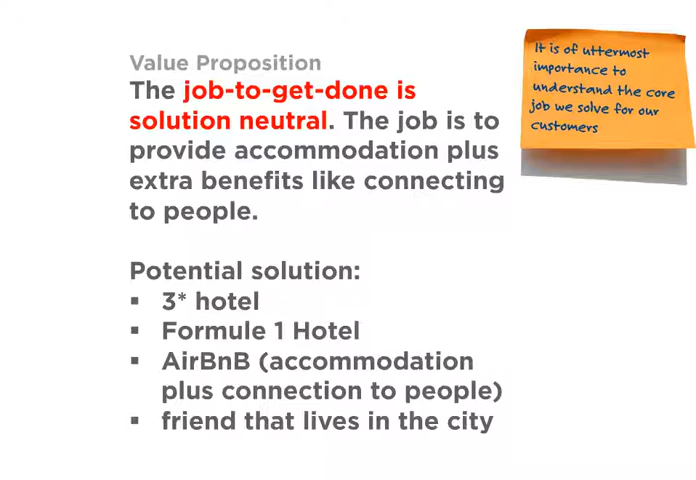 Value Proposition
The job-to-get-done is
solution neutral. The job is to
provide accommodation plus
extra benefits like connecting
to people.
Potential solution:
▪ 3* hotel
▪ Formule 1 Hotel
▪ AirBnB (accommodation
plus connection to people)
▪ friend that lives in the city
It is of uttermost
importance to
understand the core
job we solve for our
customers